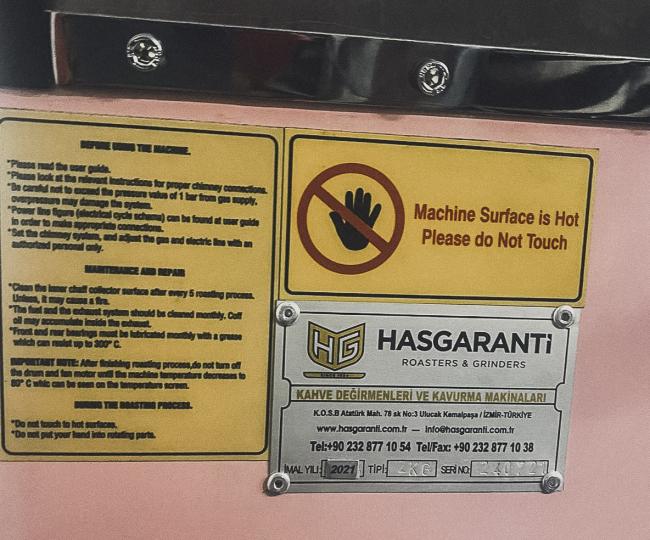 BEFORE USING THE MACHINE.
*Please read the user guide.
*Please look at the relevant instructions for proper chimney connections.
*Be careful not to exceed the pressure value of 1 bar from gas supply,
overpressure may damage the system.
*Power line figure (electrical cycle schema) can be found at user guide
in order to make appropriate connections.
*Set the chimney system, and adjust the gas and electric line with an
authorized personal only.
MAINTENANCE AND REPAIR
*Clean the inner chaff collector surface after every 5 roasting process.
Unless, it may cause a fire.
*The fuel and the exhaust system should be cleaned monthly. Coff
oil may accumulate inside the exhaust.
*Front and rear bearings must be lubricated monthly with a grease
which can resist up to 300° C.
IMPORTANT NOTE: After finishing roasting process,do not turn off
the drum and fan motor until the machine temperature decreases to
80° C whic can be seen on the temperature screen.
DURING THE ROASTING PROCESS.
*Do not touch to hot surfaces.
*Do not put your hand into rotating parts.
Machine Surface is Hot
Please do Not Touch
HG
HASGARANTi
ROASTERS & GRINDERS
KAHVE DEĞİRMENLERİ VE KAVURMA MAKİNALARI
K.O.S.B Atatürk Mah. 78 sk No:3 Ulucak Kemalpaşa / İZMİR-TÜRKİYE
www.hasgaranti.com.tr — info@hasgaranti.com.tr
Tel:+90 232 877 10 54 Tel/Fax: +90 232 877 10 38
İMAL YILI: 2021 TİPİ: 2KG SERİ NO: